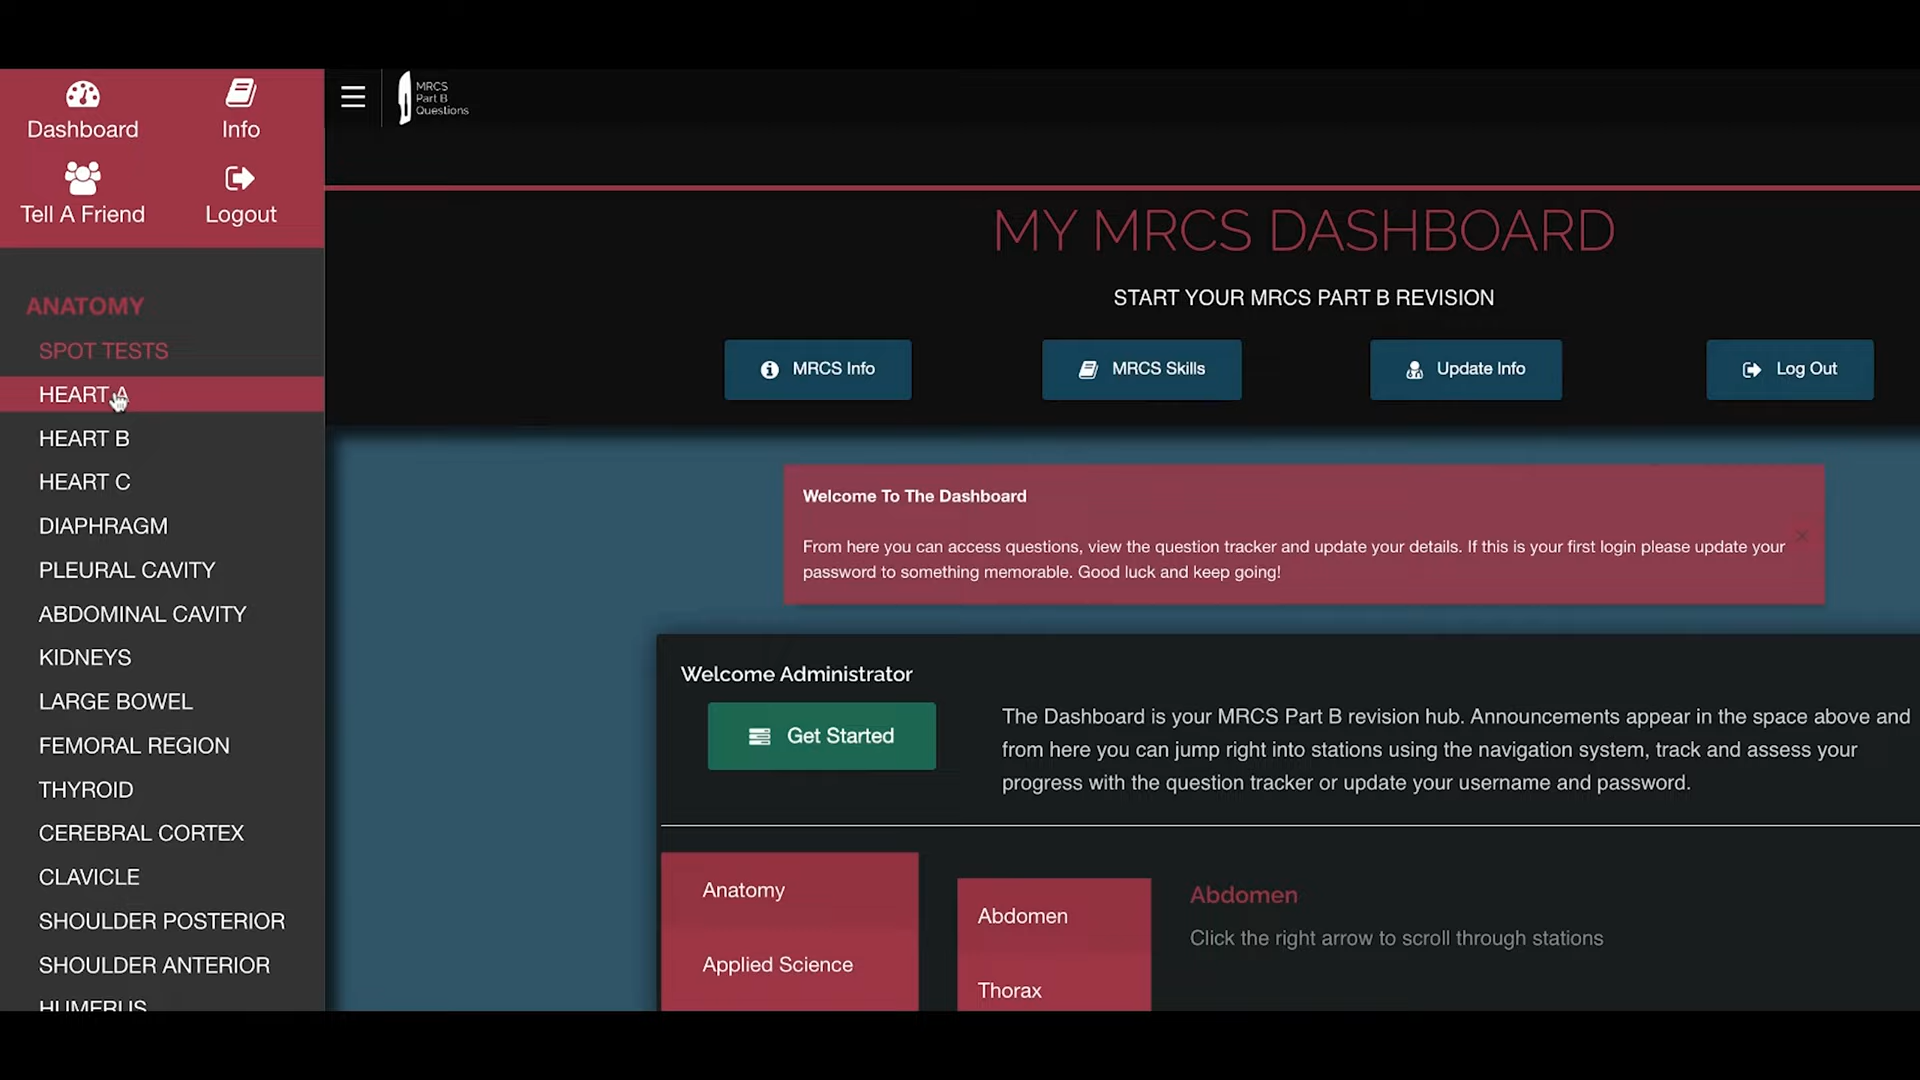 Dashboard
Info
Tell A Friend
Logout
ANATOMY
SPOT TESTS
HEART A
HEART B
HEART C
DIAPHRAGM
PLEURAL CAVITY
ABDOMINAL CAVITY
KIDNEYS
LARGE BOWEL
FEMORAL REGION
THYROID
CEREBRAL CORTEX
CLAVICLE
SHOULDER POSTERIOR
SHOULDER ANTERIOR
HUMERUS
MRCS
Part B
Questions
MY MRCS DASHBOARD
START YOUR MRCS PART B REVISION
MRCS Info
MRCS Skills
Update Info
Log Out
Welcome To The Dashboard
From here you can access questions, view the question tracker and update your details. If this is your first login please update your
password to something memorable. Good luck and keep going!
Welcome Administrator
Get Started
The Dashboard is your MRCS Part B revision hub. Announcements appear in the space above and
from here you can jump right into stations using the navigation system, track and assess your
progress with the question tracker or update your username and password.
Anatomy
Applied Science
Abdomen
Thorax
Abdomen
Click the right arrow to scroll through stations